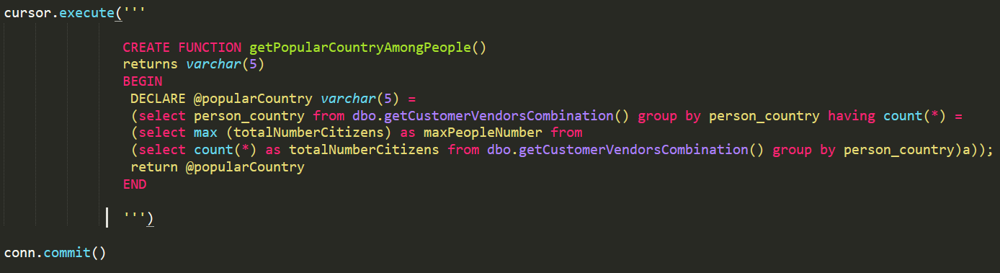 cursor.execute('''
CREATE FUNCTION getPopularCountryAmongPeople()
returns varchar(5)
BEGIN
DECLARE @popularCountry varchar(5) =
(select person_country from dbo.getCustomerVendorsCombination() group by person_country having count(*) =
(select max (totalNumberCitizens) as maxPeopleNumber from
(select count(*) as totalNumberCitizens from dbo.getCustomerVendorsCombination() group by person_country)a));
return @popularCountry
END
''')
conn.commit()